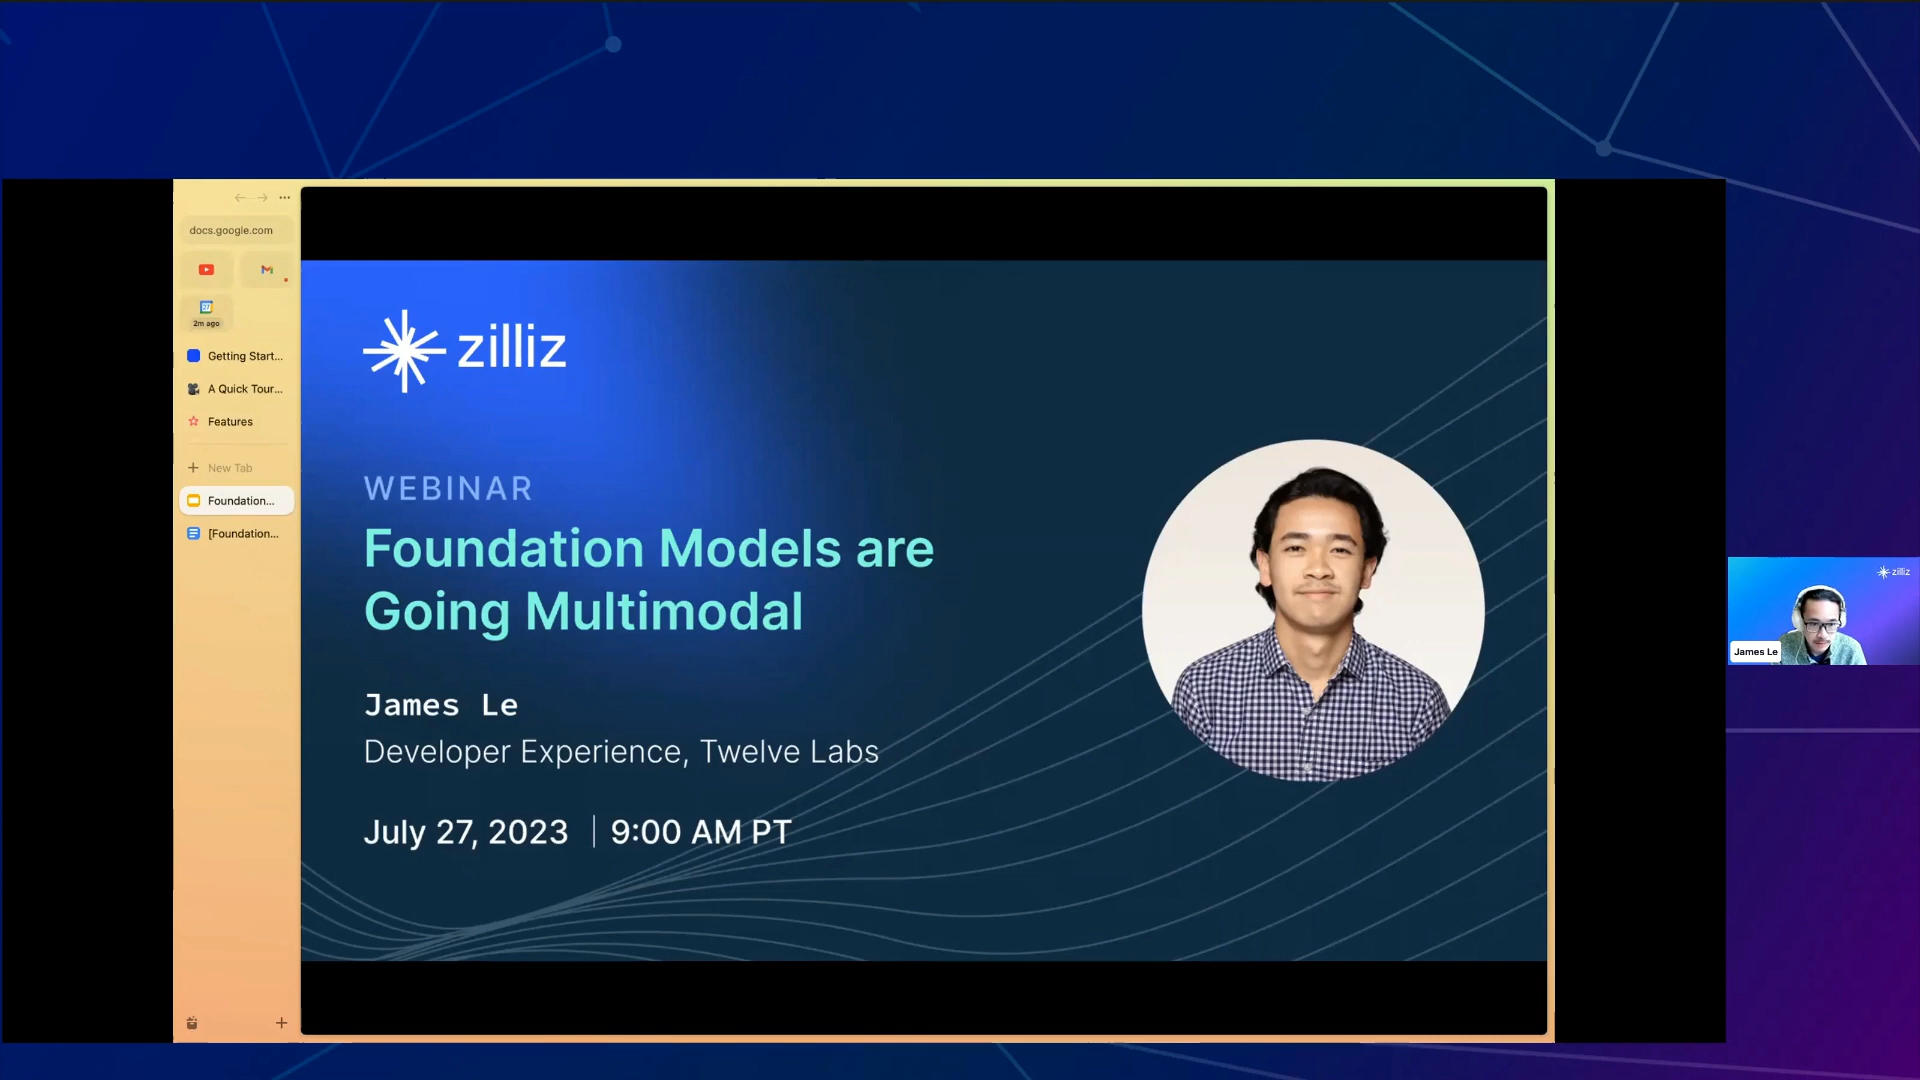 docs.google.com
2m ago
Getting Start...
A Quick Tour...
Features
New Tab
Foundation...
[Foundation...
zilliz
WEBINAR
Foundation Models are
Going Multimodal
James Le
Developer Experience, Twelve Labs
July 27, 2023 | 9:00 AM PT
zilliz
James Le